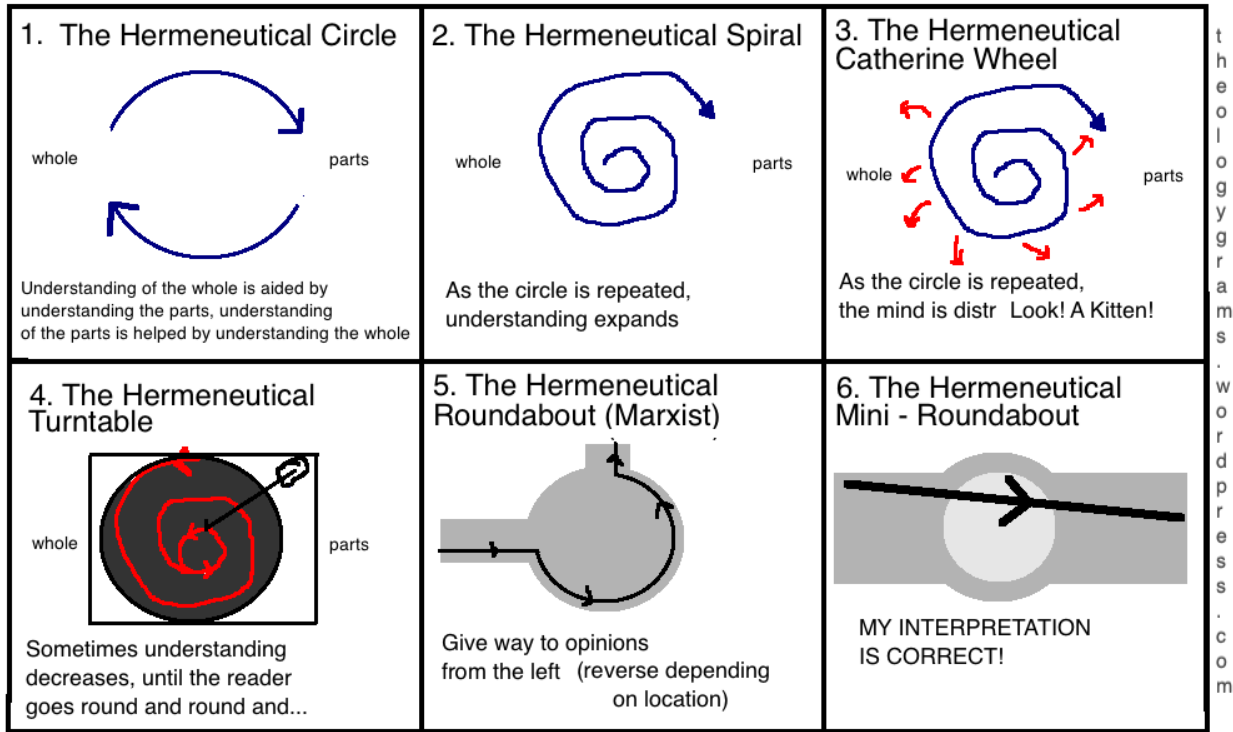 1. The Hermeneutical Circle
whole
parts
Understanding of the whole is aided by
understanding the parts, understanding
of the parts is helped by understanding the whole
2. The Hermeneutical Spiral
whole
parts
As the circle is repeated,
understanding expands
3. The Hermeneutical
Catherine Wheel
whole
parts
As the circle is repeated,
the mind is distr Look! A Kitten!
4. The Hermeneutical
Turntable
whole
parts
Sometimes understanding
decreases, until the reader
goes round and round and...
5. The Hermeneutical
Roundabout (Marxist)
Give way to opinions
from the left (reverse depending
on location)
6. The Hermeneutical
Mini - Roundabout
MY INTERPRETATION
IS CORRECT!
theologygrams.wordpress.com